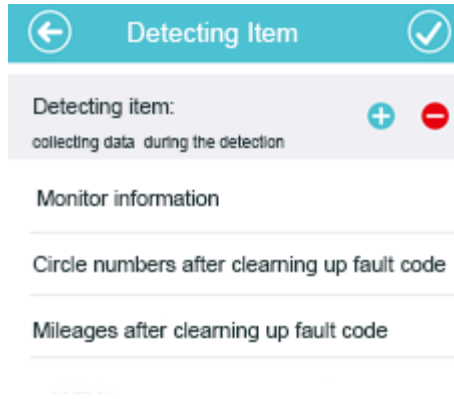 Detecting Item
Detecting item:
collecting data during the detection
Monitor information
Circle numbers after clearning up fault code
Mileages after clearning up fault code